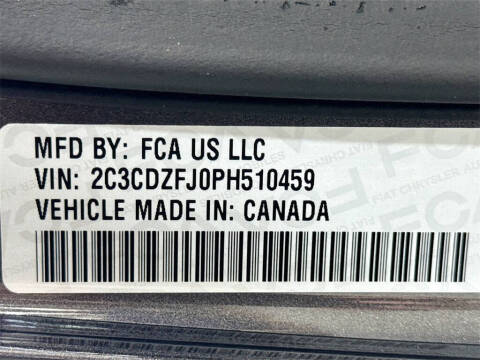 MFD BY: FCA US LLC
VIN: 2C3CDZFJ0PH510459
VEHICLE MADE IN: CANADA